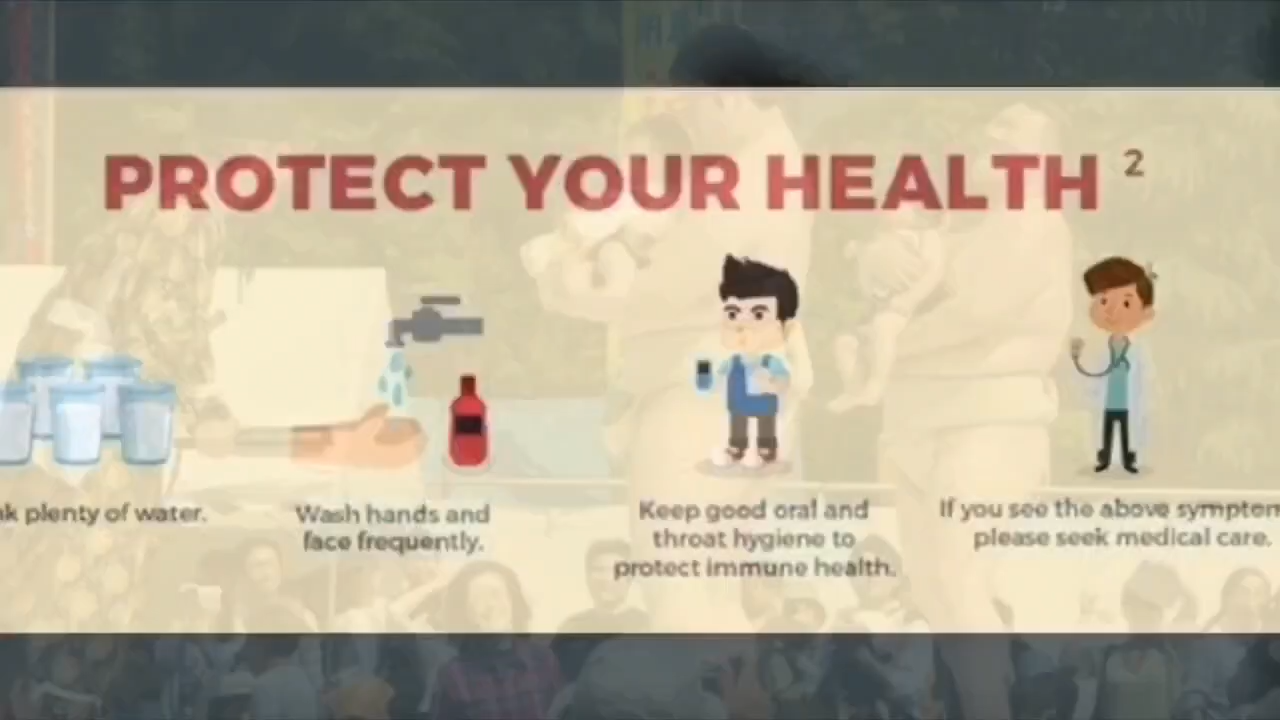 PROTECT YOUR HEALTH 2
plenty of water.
Wash hands and
face frequently.
Keep good oral and
throat hygiene to
protect immune health.
If you see the above
please seek medical care.